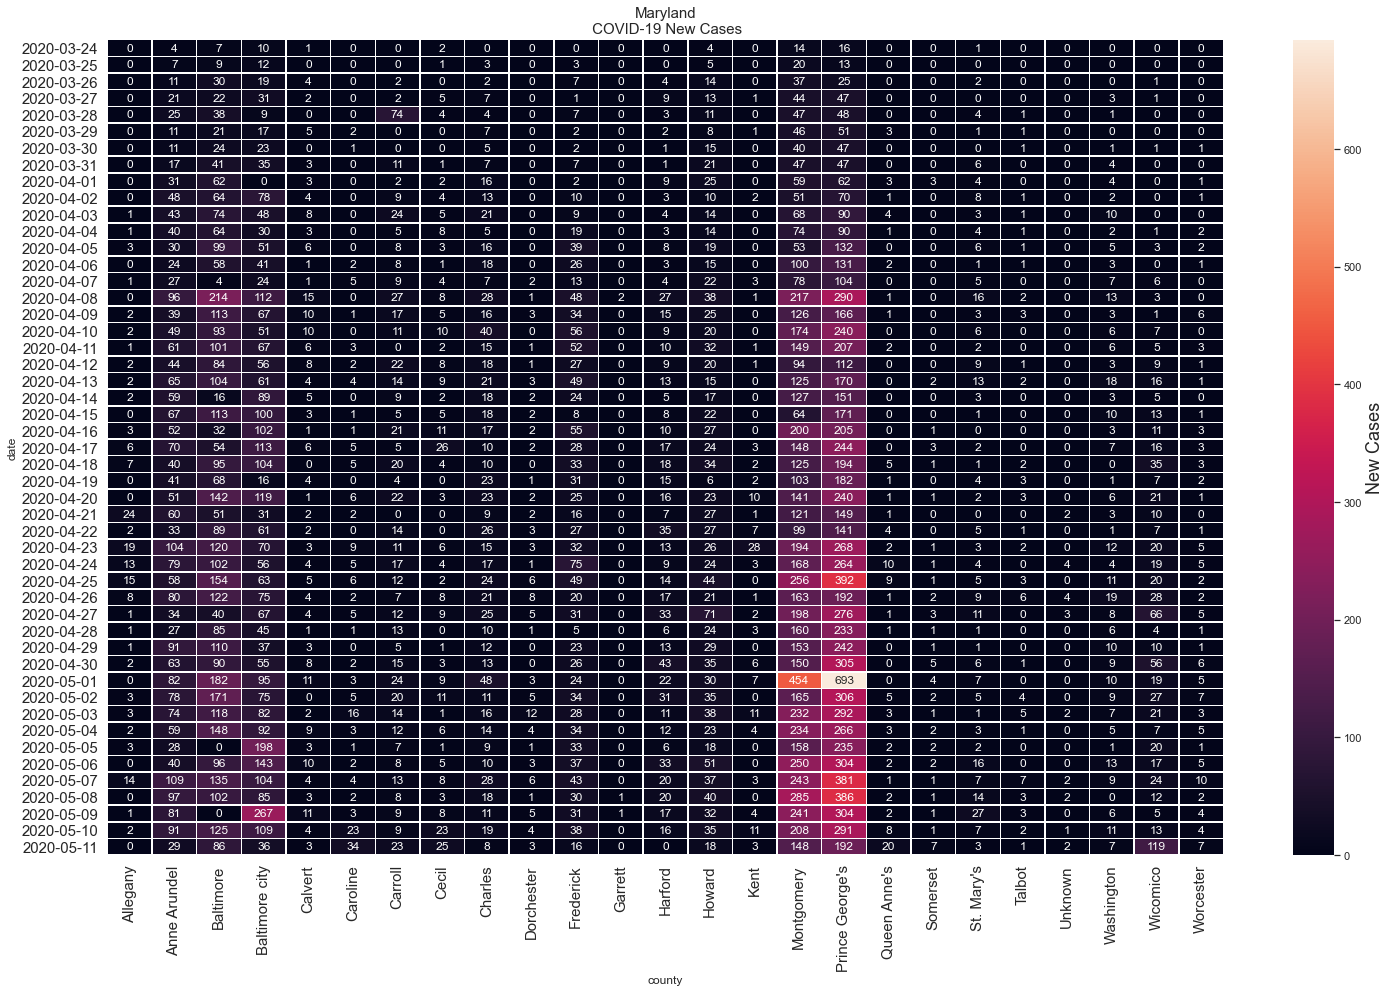 Maryland
COVID-19 New Cases
2020-03-24 0 4 7 10 1 0 0 2 0 0 0 0 0 4 0 14 16 0 0 1 0 0 0 0 0
2020-03-25 0 7 9 12 0 0 0 1 3 0 3 0 0 5 0 20 13 0 0 0 0 0 0 0 0
2020-03-26 0 11 30 19 4 0 2 0 2 0 7 0 4 14 0 37 25 0 0 2 0 0 0 1 0
2020-03-27 0 21 22 31 2 0 2 5 7 0 1 0 9 13 1 44 47 0 0 0 0 0 3 1 0
2020-03-28 0 25 38 9 0 0 74 4 4 0 7 0 3 11 0 47 48 0 0 4 1 0 1 0 0
2020-03-29 0 11 21 17 5 2 0 0 7 0 2 0 2 8 1 46 51 3 0 1 1 0 0 0 0
2020-03-30 0 11 24 23 0 1 0 0 5 0 2 0 1 15 0 40 47 0 0 0 1 0 1 1 1
2020-03-31 0 17 41 35 3 0 11 1 7 0 7 0 1 21 0 47 47 0 0 6 0 0 4 0 0
2020-04-01 0 31 62 0 3 0 2 2 16 0 2 0 9 25 0 59 62 3 3 4 0 0 4 0 1
2020-04-02 0 48 64 78 4 0 9 4 13 0 10 0 3 10 2 51 70 1 0 8 1 0 2 0 1
2020-04-03 1 43 74 48 8 0 24 5 21 0 9 0 4 14 0 68 90 4 0 3 1 0 10 0 0
2020-04-04 1 40 64 30 3 0 5 8 5 0 19 0 3 14 0 74 90 1 0 4 1 0 2 1 2
2020-04-05 3 30 99 51 6 0 8 3 16 0 39 0 8 19 0 53 132 0 0 6 1 0 5 3 2
2020-04-06 0 24 58 41 1 2 8 1 18 0 26 0 3 15 0 100 131 2 0 1 1 0 3 0 1
2020-04-07 1 27 4 24 1 5 9 4 7 2 13 0 4 22 3 78 104 0 0 5 0 0 7 6 0
2020-04-08 0 96 214 112 15 0 27 8 28 1 48 2 27 38 1 217 290 1 0 16 2 0 13 3 0
2020-04-09 2 39 113 67 10 1 17 5 16 3 34 0 15 25 0 126 166 1 0 3 3 0 3 1 6
2020-04-10 2 49 93 51 10 0 11 10 40 0 56 0 9 20 0 174 240 0 0 6 0 0 6 7 0
2020-04-11 1 61 101 67 6 3 0 2 15 1 52 0 10 32 1 149 207 2 0 2 0 0 6 5 3
2020-04-12 2 44 84 56 8 2 22 8 18 1 27 0 9 20 1 94 112 0 0 9 1 0 3 9 1
2020-04-13 2 65 104 61 4 4 14 9 21 3 49 0 13 15 0 125 170 0 2 13 2 0 18 16 1
2020-04-14 2 59 16 89 5 0 9 2 18 2 24 0 5 17 0 127 151 0 0 3 0 0 3 5 0
2020-04-15 0 67 113 100 3 1 5 5 18 2 8 0 8 22 0 64 171 0 0 1 0 0 10 13 1
2020-04-16 3 52 32 102 1 1 21 11 17 2 55 0 10 27 0 200 205 0 1 0 0 0 3 11 3
2020-04-17 6 70 54 113 6 5 5 26 10 2 28 0 17 24 3 148 244 0 3 2 0 0 7 16 3
2020-04-18 7 40 95 104 0 5 20 4 10 0 33 0 18 34 2 125 194 5 1 1 2 0 0 35 3
2020-04-19 0 41 68 16 4 0 4 0 23 1 31 0 15 6 2 103 182 1 0 4 3 0 1 7 2
2020-04-20 0 51 142 119 1 6 22 3 23 2 25 0 16 23 10 141 240 1 1 2 3 0 6 21 1
2020-04-21 24 60 51 31 2 2 0 0 9 2 16 0 7 27 1 121 149 1 0 0 0 2 3 10 0
2020-04-22 2 33 89 61 2 0 14 0 26 3 27 0 35 27 7 99 141 4 0 5 1 0 1 7 1
2020-04-23 19 104 120 70 3 9 11 6 15 3 32 0 13 26 28 194 268 2 1 3 2 0 12 20 5
2020-04-24 13 79 102 56 4 5 17 4 17 1 75 0 9 24 3 168 264 10 1 4 0 4 4 19 5
2020-04-25 15 58 154 63 5 6 12 2 24 6 49 0 14 44 0 256 392 9 1 5 3 0 11 20 2
2020-04-26 8 80 122 75 4 2 7 8 21 8 20 0 17 21 1 163 192 1 2 9 6 4 19 28 2
2020-04-27 1 34 40 67 4 5 12 9 25 5 31 0 33 71 2 198 276 1 3 11 0 3 8 66 5
2020-04-28 1 27 85 45 1 1 13 0 10 1 5 0 6 24 3 160 233 1 1 1 0 0 6 4 1
2020-04-29 1 91 110 37 3 0 5 1 12 0 23 0 13 29 0 153 242 0 1 1 0 0 10 10 1
2020-04-30 2 63 90 55 8 2 15 3 13 0 26 0 43 35 6 150 305 0 5 6 1 0 9 56 6
2020-05-01 0 82 182 95 11 3 24 9 48 3 24 0 22 30 7 454 693 0 4 7 0 0 10 19 5
2020-05-02 3 78 171 75 0 5 20 11 11 5 34 0 31 35 0 165 306 5 2 5 4 0 9 27 7
2020-05-03 3 74 118 82 2 16 14 1 16 12 28 0 11 38 11 232 292 3 1 1 5 2 7 21 3
2020-05-04 2 59 148 92 9 3 12 6 14 4 34 0 12 23 4 234 266 3 2 3 1 0 5 7 5
2020-05-05 3 28 0 198 3 1 7 1 9 1 33 0 6 18 0 158 235 2 2 2 0 0 1 20 1
2020-05-06 0 40 96 143 10 2 8 5 10 3 37 0 33 51 0 250 304 2 2 16 0 0 13 17 5
2020-05-07 14 109 135 104 4 4 13 8 28 6 43 0 20 37 3 243 381 1 1 7 7 2 9 24 10
2020-05-08 0 97 102 85 3 2 8 3 18 1 30 1 20 40 0 285 386 2 1 14 3 2 0 12 2
2020-05-09 1 81 0 267 11 3 9 8 11 5 31 1 17 32 4 241 304 2 1 27 3 0 6 5 4
2020-05-10 2 91 125 109 4 23 9 23 19 4 38 0 16 35 11 208 291 8 1 7 2 1 11 13 4
2020-05-11 0 29 86 36 3 34 23 25 8 3 16 0 0 18 3 148 192 20 7 3 1 2 7 119 7
date
Allegany
Anne Arundel
Baltimore
Baltimore city
Calvert
Caroline
Carroll
Cecil
Charles
Dorchester
Frederick
Garrett
Harford
Howard
Kent
Montgomery
Prince George's
Queen Anne's
Somerset
St. Mary's
Talbot
Unknown
Washington
Wicomico
Worcester
county
600
500
400
300
200
100
0
New Cases